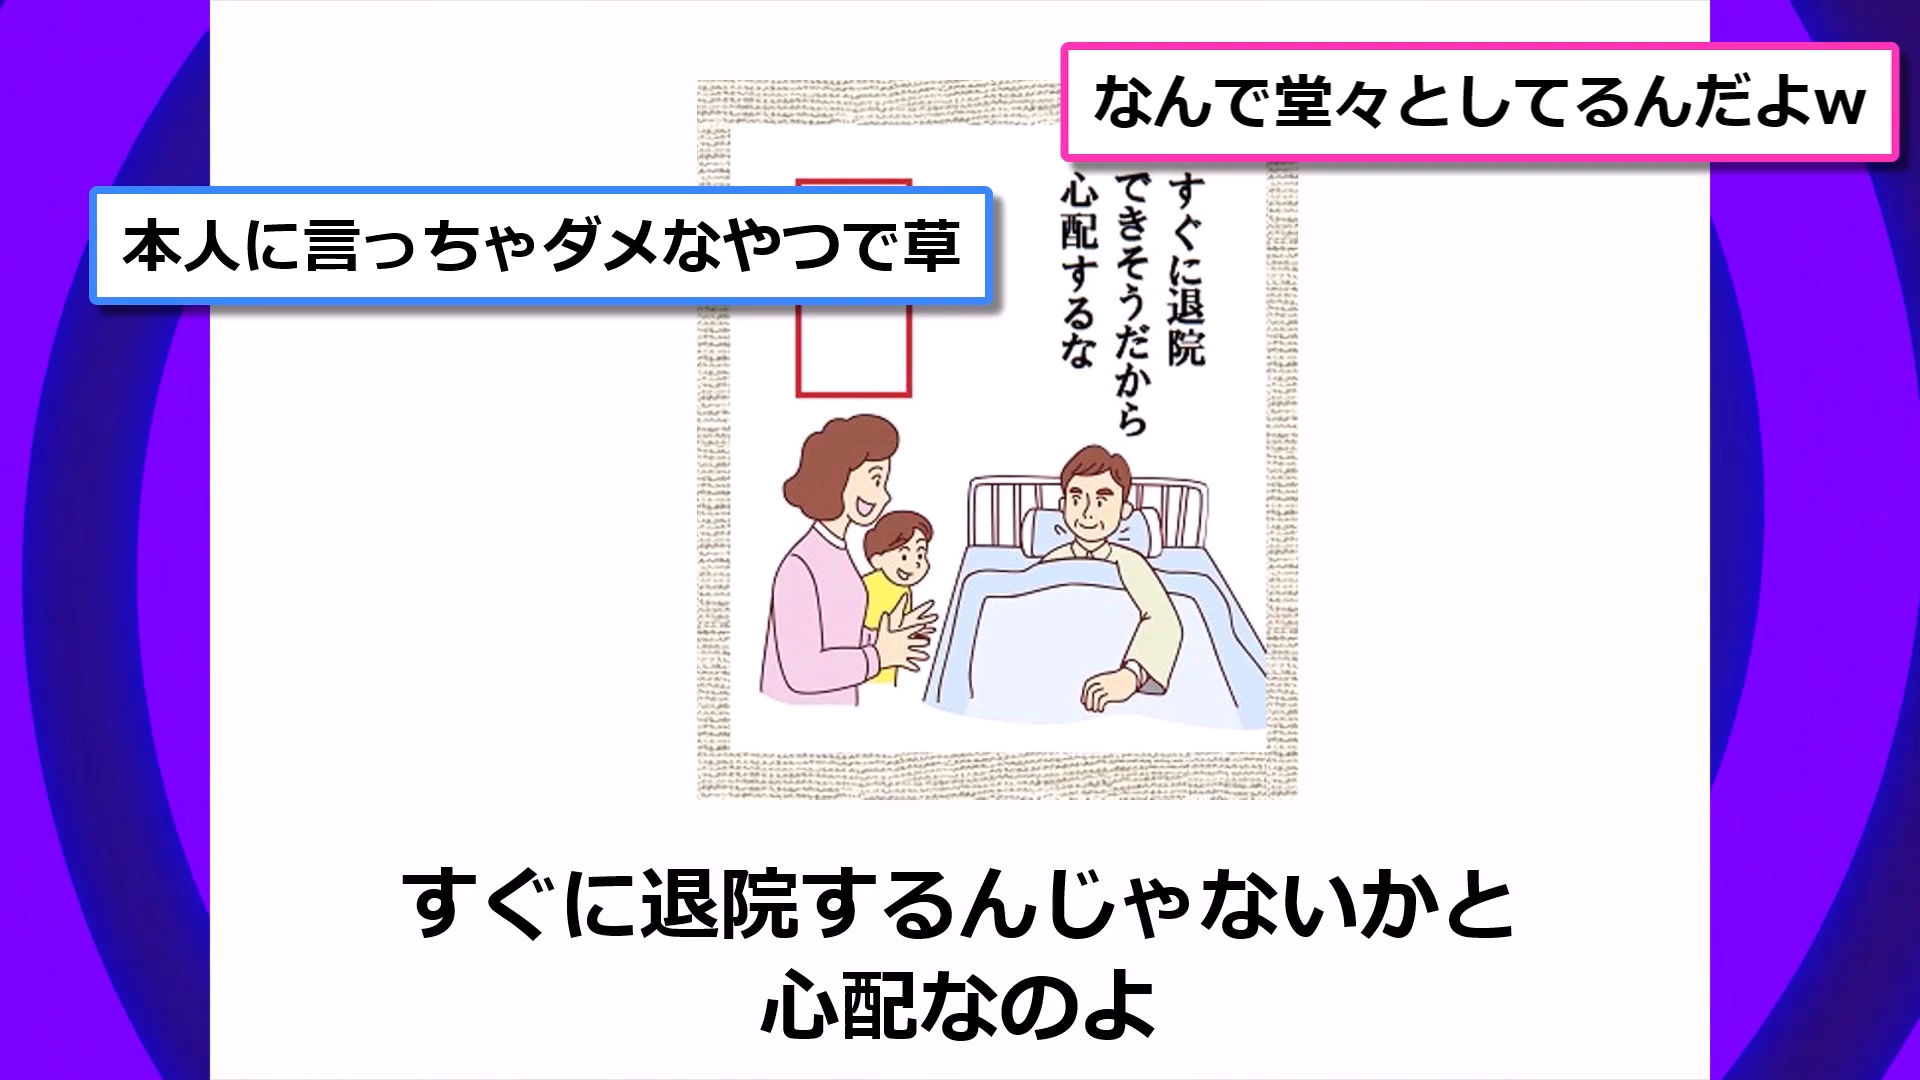 なんで堂々としてるんだよw
本人に言っちゃダメなやつで草
すぐに退院
できそうだから
心配するな
すぐに退院するんじゃないかと
心配なのよ